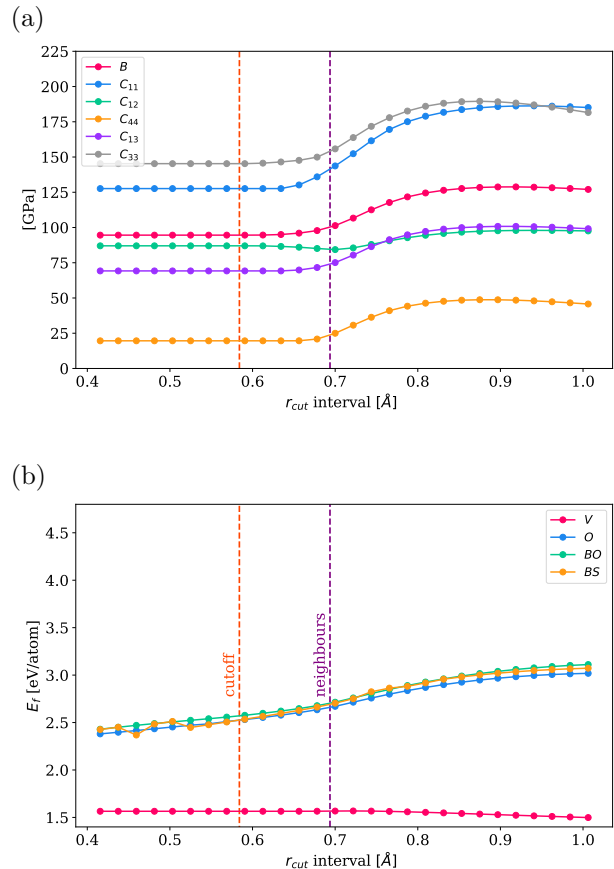 (a)
225
200
175
150
125
100
75
50
25
0
[GPa]
B
C11
C12
C44
C13
C33
0.4 0.5 0.6 0.7 0.8 0.9 1.0
rcut interval [Å]
(b)
4.5
4.0
3.5
3.0
2.5
2.0
1.5
Ef [eV/atom]
cutoff
neighbours
V
O
BO
BS
0.4 0.5 0.6 0.7 0.8 0.9 1.0
rcut interval [Å]